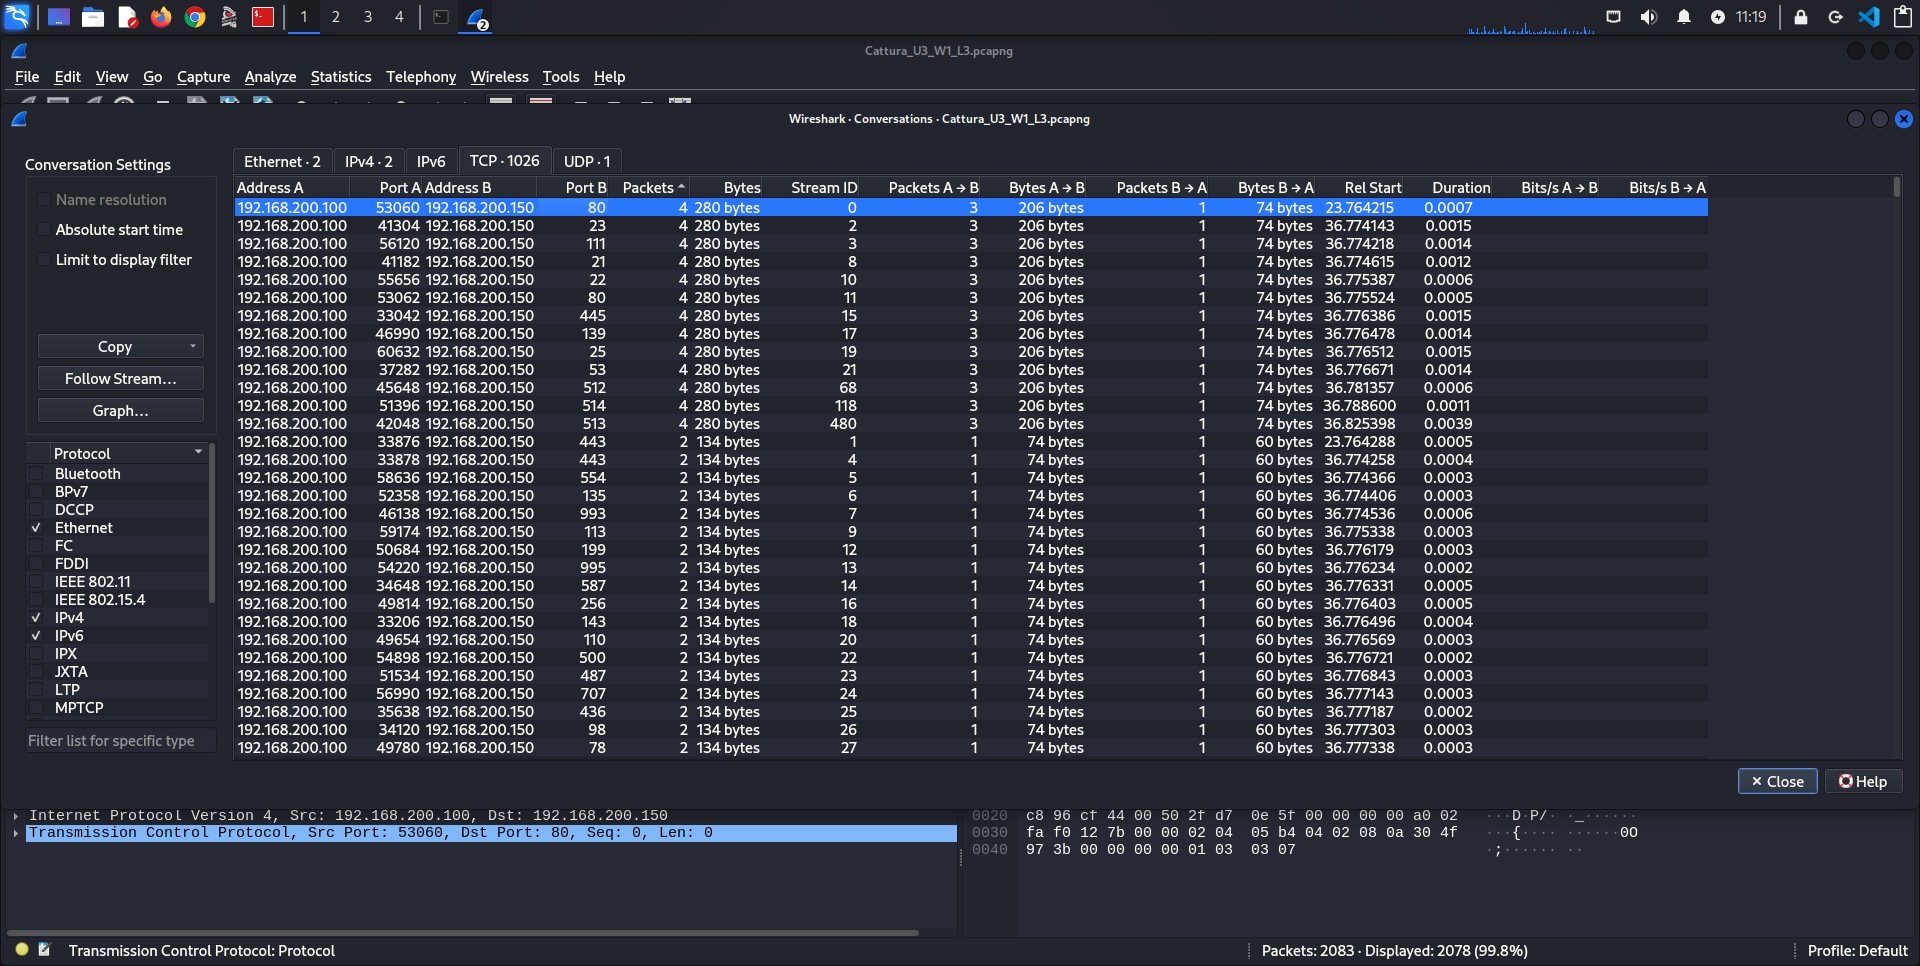 1 2 3 4 2 11:19
Cattura_U3_W1_L3.pcapng
File Edit View Go Capture Analyze Statistics Telephony Wireless Tools Help
Wireshark · Conversations · Cattura_U3_W1_L3.pcapng
Conversation Settings
Name resolution
Absolute start time
Limit to display filter
Copy
Follow Stream...
Graph...
Protocol
Bluetooth
BPv7
DCCP
Ethernet
FC
FDDI
IEEE 802.11
IEEE 802.15.4
IPv4
IPv6
IPX
JXTA
LTP
MPTCP
Filter list for specific type
Ethernet · 2 IPv4 · 2 IPv6 TCP · 1026 UDP · 1
Address A Port A Address B Port B Packets Bytes Stream ID Packets A → B Bytes A → B Packets B → A Bytes B → A Rel Start Duration Bits/s A → B Bits/s B → A
192.168.200.100 53060 192.168.200.150 80 4 280 bytes 0 3 206 bytes 1 74 bytes 23.764215 0.0007
192.168.200.100 41304 192.168.200.150 23 4 280 bytes 2 3 206 bytes 1 74 bytes 36.774143 0.0015
192.168.200.100 56120 192.168.200.150 111 4 280 bytes 3 3 206 bytes 1 74 bytes 36.774218 0.0014
192.168.200.100 41182 192.168.200.150 21 4 280 bytes 8 3 206 bytes 1 74 bytes 36.774615 0.0012
192.168.200.100 55656 192.168.200.150 22 4 280 bytes 10 3 206 bytes 1 74 bytes 36.775387 0.0006
192.168.200.100 53062 192.168.200.150 80 4 280 bytes 11 3 206 bytes 1 74 bytes 36.775524 0.0005
192.168.200.100 33042 192.168.200.150 445 4 280 bytes 15 3 206 bytes 1 74 bytes 36.776386 0.0015
192.168.200.100 46990 192.168.200.150 139 4 280 bytes 17 3 206 bytes 1 74 bytes 36.776478 0.0014
192.168.200.100 60632 192.168.200.150 25 4 280 bytes 19 3 206 bytes 1 74 bytes 36.776512 0.0015
192.168.200.100 37282 192.168.200.150 53 4 280 bytes 21 3 206 bytes 1 74 bytes 36.776671 0.0014
192.168.200.100 45648 192.168.200.150 512 4 280 bytes 68 3 206 bytes 1 74 bytes 36.781357 0.0006
192.168.200.100 51396 192.168.200.150 514 4 280 bytes 118 3 206 bytes 1 74 bytes 36.788600 0.0011
192.168.200.100 42048 192.168.200.150 513 4 280 bytes 480 3 206 bytes 1 74 bytes 36.825398 0.0039
192.168.200.100 33876 192.168.200.150 443 2 134 bytes 1 1 74 bytes 1 60 bytes 23.764288 0.0005
192.168.200.100 33878 192.168.200.150 443 2 134 bytes 4 1 74 bytes 1 60 bytes 36.774258 0.0004
192.168.200.100 58636 192.168.200.150 554 2 134 bytes 5 1 74 bytes 1 60 bytes 36.774366 0.0003
192.168.200.100 52358 192.168.200.150 135 2 134 bytes 6 1 74 bytes 1 60 bytes 36.774406 0.0003
192.168.200.100 46138 192.168.200.150 993 2 134 bytes 7 1 74 bytes 1 60 bytes 36.774536 0.0006
192.168.200.100 59174 192.168.200.150 113 2 134 bytes 9 1 74 bytes 1 60 bytes 36.775338 0.0003
192.168.200.100 50684 192.168.200.150 199 2 134 bytes 12 1 74 bytes 1 60 bytes 36.776179 0.0003
192.168.200.100 54220 192.168.200.150 995 2 134 bytes 13 1 74 bytes 1 60 bytes 36.776234 0.0002
192.168.200.100 34648 192.168.200.150 587 2 134 bytes 14 1 74 bytes 1 60 bytes 36.776331 0.0005
192.168.200.100 49814 192.168.200.150 256 2 134 bytes 16 1 74 bytes 1 60 bytes 36.776403 0.0005
192.168.200.100 33206 192.168.200.150 143 2 134 bytes 18 1 74 bytes 1 60 bytes 36.776496 0.0004
192.168.200.100 49654 192.168.200.150 110 2 134 bytes 20 1 74 bytes 1 60 bytes 36.776569 0.0003
192.168.200.100 54898 192.168.200.150 500 2 134 bytes 22 1 74 bytes 1 60 bytes 36.776721 0.0002
192.168.200.100 51534 192.168.200.150 487 2 134 bytes 23 1 74 bytes 1 60 bytes 36.776843 0.0003
192.168.200.100 56990 192.168.200.150 707 2 134 bytes 24 1 74 bytes 1 60 bytes 36.777143 0.0003
192.168.200.100 35638 192.168.200.150 436 2 134 bytes 25 1 74 bytes 1 60 bytes 36.777187 0.0002
192.168.200.100 34120 192.168.200.150 98 2 134 bytes 26 1 74 bytes 1 60 bytes 36.777303 0.0003
192.168.200.100 49780 192.168.200.150 78 2 134 bytes 27 1 74 bytes 1 60 bytes 36.777338 0.0003
Close Help
Internet Protocol Version 4, Src: 192.168.200.100, Dst: 192.168.200.150
Transmission Control Protocol, Src Port: 53060, Dst Port: 80, Seq: 0, Len: 0
0020 c8 96 cf 44 00 50 2f d7 0e 5f 00 00 00 00 a0 02 ···D·P/· ·_······
0030 fa f0 12 7b 00 00 02 04 05 b4 04 02 08 0a 30 4f ···{···· ······0O
0040 97 3b 00 00 00 00 01 03 03 07 ·;······ ··
Transmission Control Protocol: Protocol
Packets: 2083 · Displayed: 2078 (99.8%)
Profile: Default